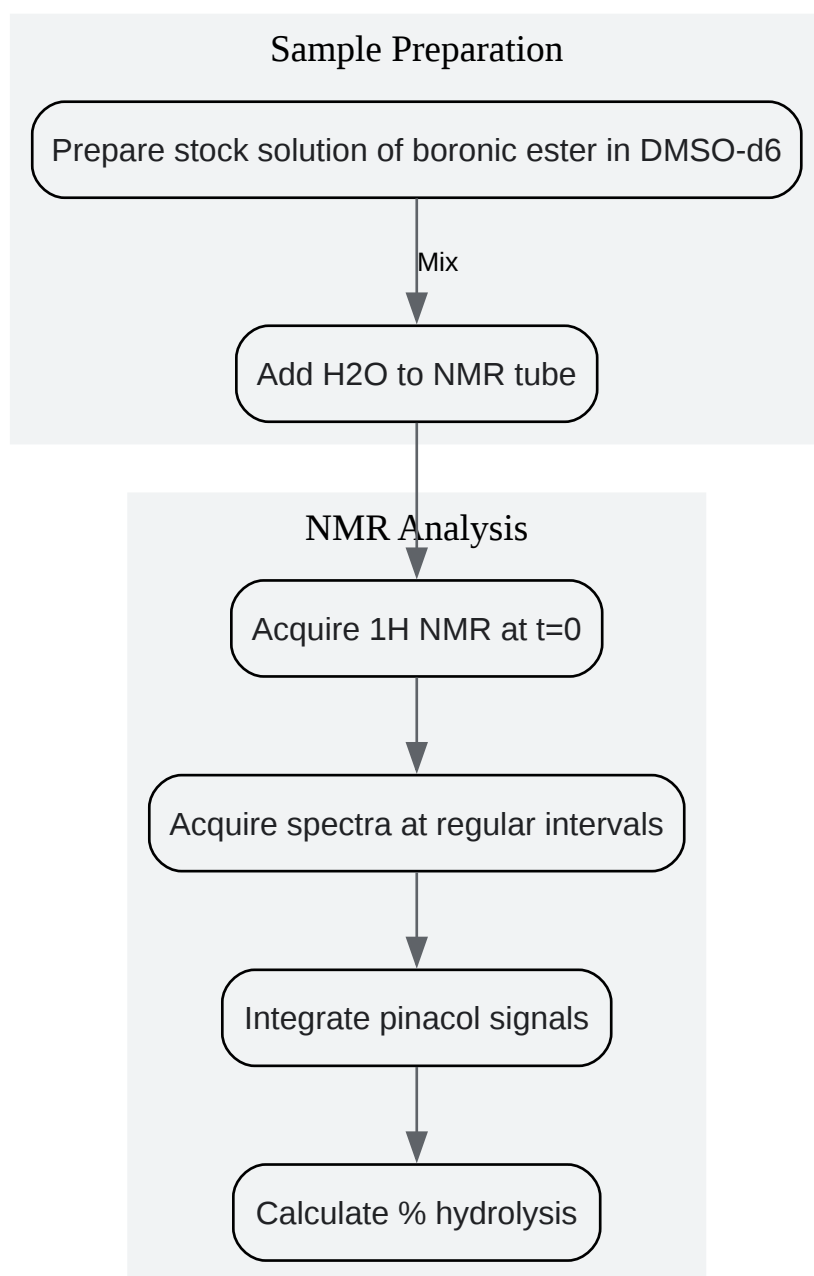 Sample Preparation
Prepare stock solution of boronic ester in DMSO-d6
Mix
Add H2O to NMR tube
NMR Analysis
Acquire 1H NMR at t=0
Acquire spectra at regular intervals
Integrate pinacol signals
Calculate % hydrolysis